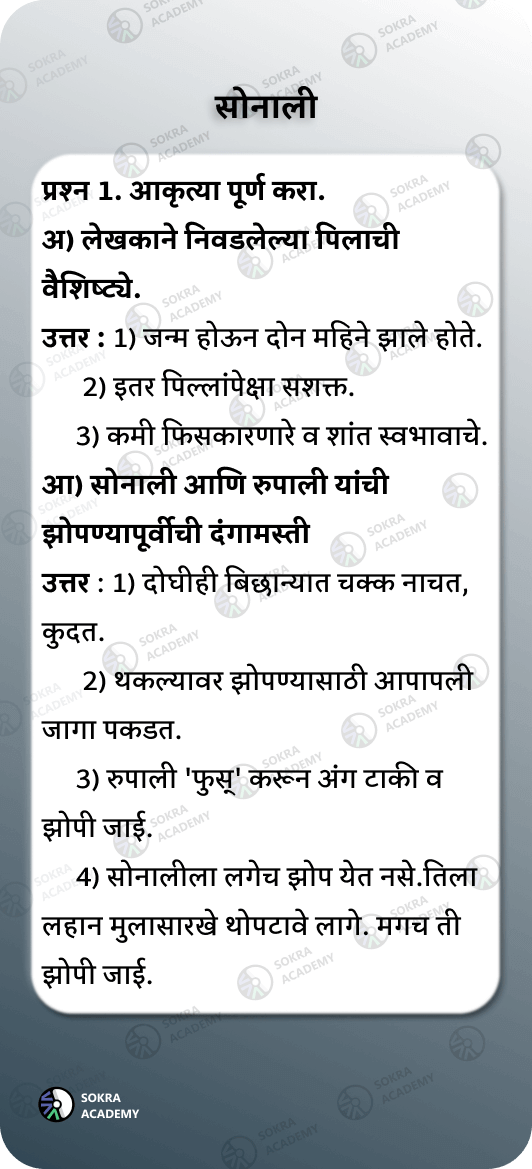 सोनाली
प्रश्न 1. आकृत्या पूर्ण करा.
अ) लेखकाने निवडलेल्या पिलाची
वैशिष्ट्ये.
उत्तर : 1) जन्म होऊन दोन महिने झाले होते.
2) इतर पिल्लांपेक्षा सशक्त.
3) कमी फिसकारणारे व शांत स्वभावाचे.
आ) सोनाली आणि रुपाली यांची
झोपण्यापूर्वीची दंगामस्ती
उत्तर : 1) दोघीही बिछान्यात चक्क नाचत,
कुदत.
2) थकल्यावर झोपण्यासाठी आपापली
जागा पकडत.
3) रुपाली 'फुस्' करून अंग टाकी व
झोपी जाई.
4) सोनालीला लगेच झोप येत नसे.तिला
लहान मुलासारखे थोपटावे लागे. मगच ती
झोपी जाई.
SOKRA
ACADEMY